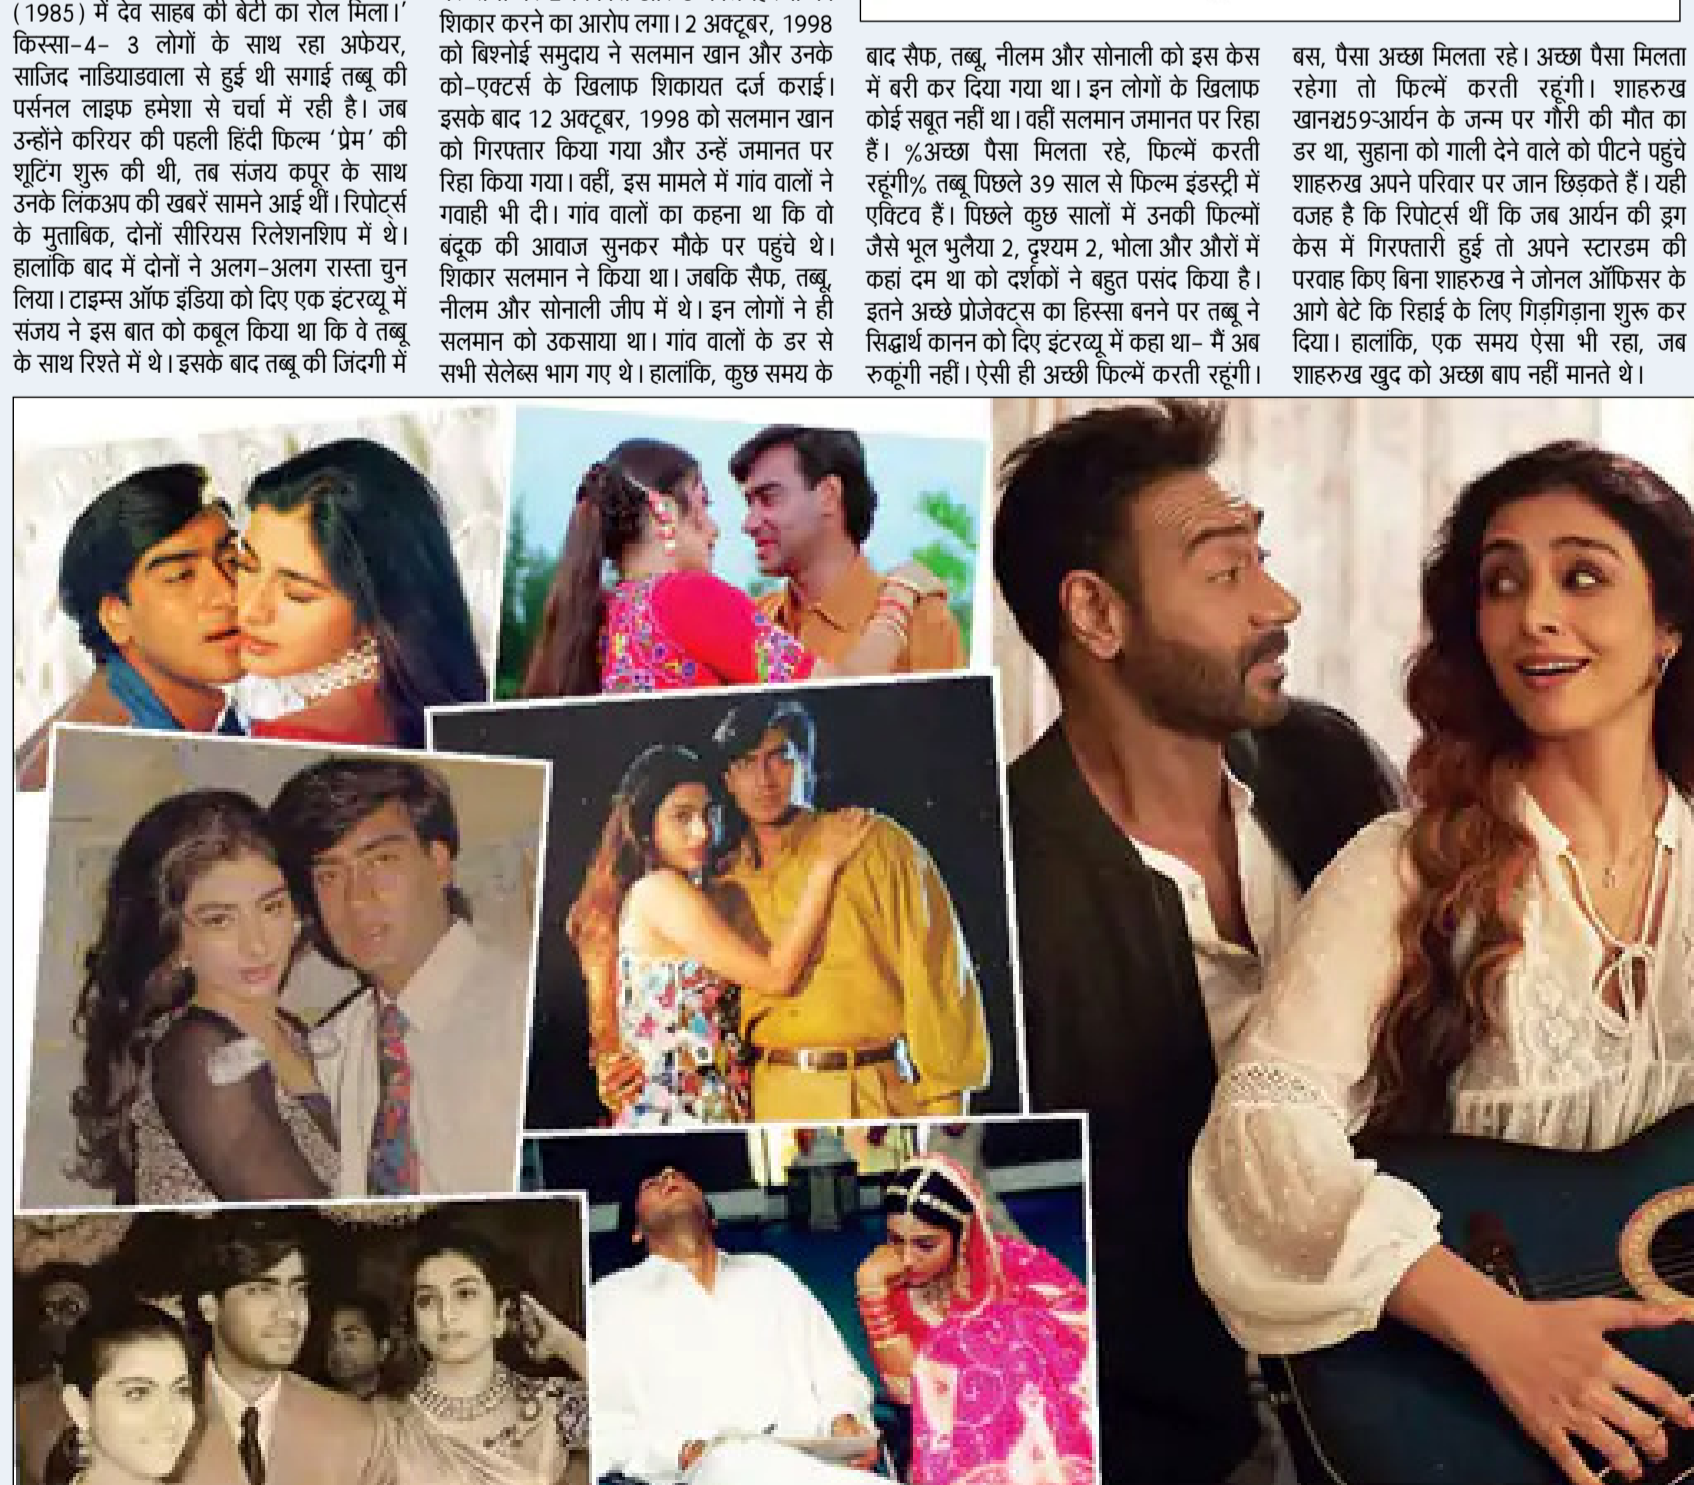 (1985) में देव साहब की बेटी का रोल मिला।'
किस्सा-4- 3 लोगों के साथ रहा अफेयर,
साजिद नाडियाडवाला से हुई थी सगाई तब्बू की
पर्सनल लाइफ हमेशा से चर्चा में रही है। जब
उन्होंने करियर की पहली हिंदी फिल्म ‘प्रेम’ की
शूटिंग शुरू की थी, तब संजय कपूर के साथ
उनके लिंकअप की खबरें सामने आई थीं। रिपोर्ट्स
के मुताबिक, दोनों सीरियस रिलेशनशिप में थे।
हालांकि बाद में दोनों ने अलग-अलग रास्ता चुन
लिया। टाइम्स ऑफ इंडिया को दिए एक इंटरव्यू में
संजय ने इस बात को कबूल किया था कि वे तब्बू
के साथ रिश्ते में थे। इसके बाद तब्बू की जिंदगी में
शिकार करने का आरोप लगा। 2 अक्टूबर, 1998
को बिश्नोई समुदाय ने सलमान खान और उनके
को-एक्टर्स के खिलाफ शिकायत दर्ज कराई।
इसके बाद 12 अक्टूबर, 1998 को सलमान खान
को गिरफ्तार किया गया और उन्हें जमानत पर
रिहा किया गया। वहीं, इस मामले में गांव वालों ने
गवाही भी दी। गांव वालों का कहना था कि वो
बंदूक की आवाज सुनकर मौके पर पहुंचे थे।
शिकार सलमान ने किया था। जबकि सैफ, तब्बू,
नीलम और सोनाली जीप में थे। इन लोगों ने ही
सलमान को उकसाया था। गांव वालों के डर से
सभी सेलेब्स भाग गए थे। हालांकि, कुछ समय के
बाद सैफ, तब्बू, नीलम और सोनाली को इस केस
में बरी कर दिया गया था। इन लोगों के खिलाफ
कोई सबूत नहीं था। वहीं सलमान जमानत पर रिहा
हैं। %अच्छा पैसा मिलता रहे, फिल्में करती
रहूंगी% तब्बू पिछले 39 साल से फिल्म इंडस्ट्री में
एक्टिव हैं। पिछले कुछ सालों में उनकी फिल्मों
जैसे भूल भुलैया 2, दृश्यम 2, भोला और औरों में
कहां दम था को दर्शकों ने बहुत पसंद किया है।
इतने अच्छे प्रोजेक्ट्स का हिस्सा बनने पर तब्बू ने
सिद्धार्थ कानन को दिए इंटरव्यू में कहा था- मैं अब
रुकूंगी नहीं। ऐसी ही अच्छी फिल्में करती रहूंगी।
बस, पैसा अच्छा मिलता रहे। अच्छा पैसा मिलता
रहेगा तो फिल्में करती रहूंगी। शाहरुख
खानञ्च59-आर्यन के जन्म पर गौरी की मौत का
डर था, सुहाना को गाली देने वाले को पीटने पहुंचे
शाहरुख अपने परिवार पर जान छिड़कते हैं। यही
वजह है कि रिपोर्ट्स थीं कि जब आर्यन की ड्रग
केस में गिरफ्तारी हुई तो अपने स्टारडम की
परवाह किए बिना शाहरुख ने जोनल ऑफिसर के
आगे बेटे कि रिहाई के लिए गिड़गिड़ाना शुरू कर
दिया। हालांकि, एक समय ऐसा भी रहा, जब
शाहरुख खुद को अच्छा बाप नहीं मानते थे।